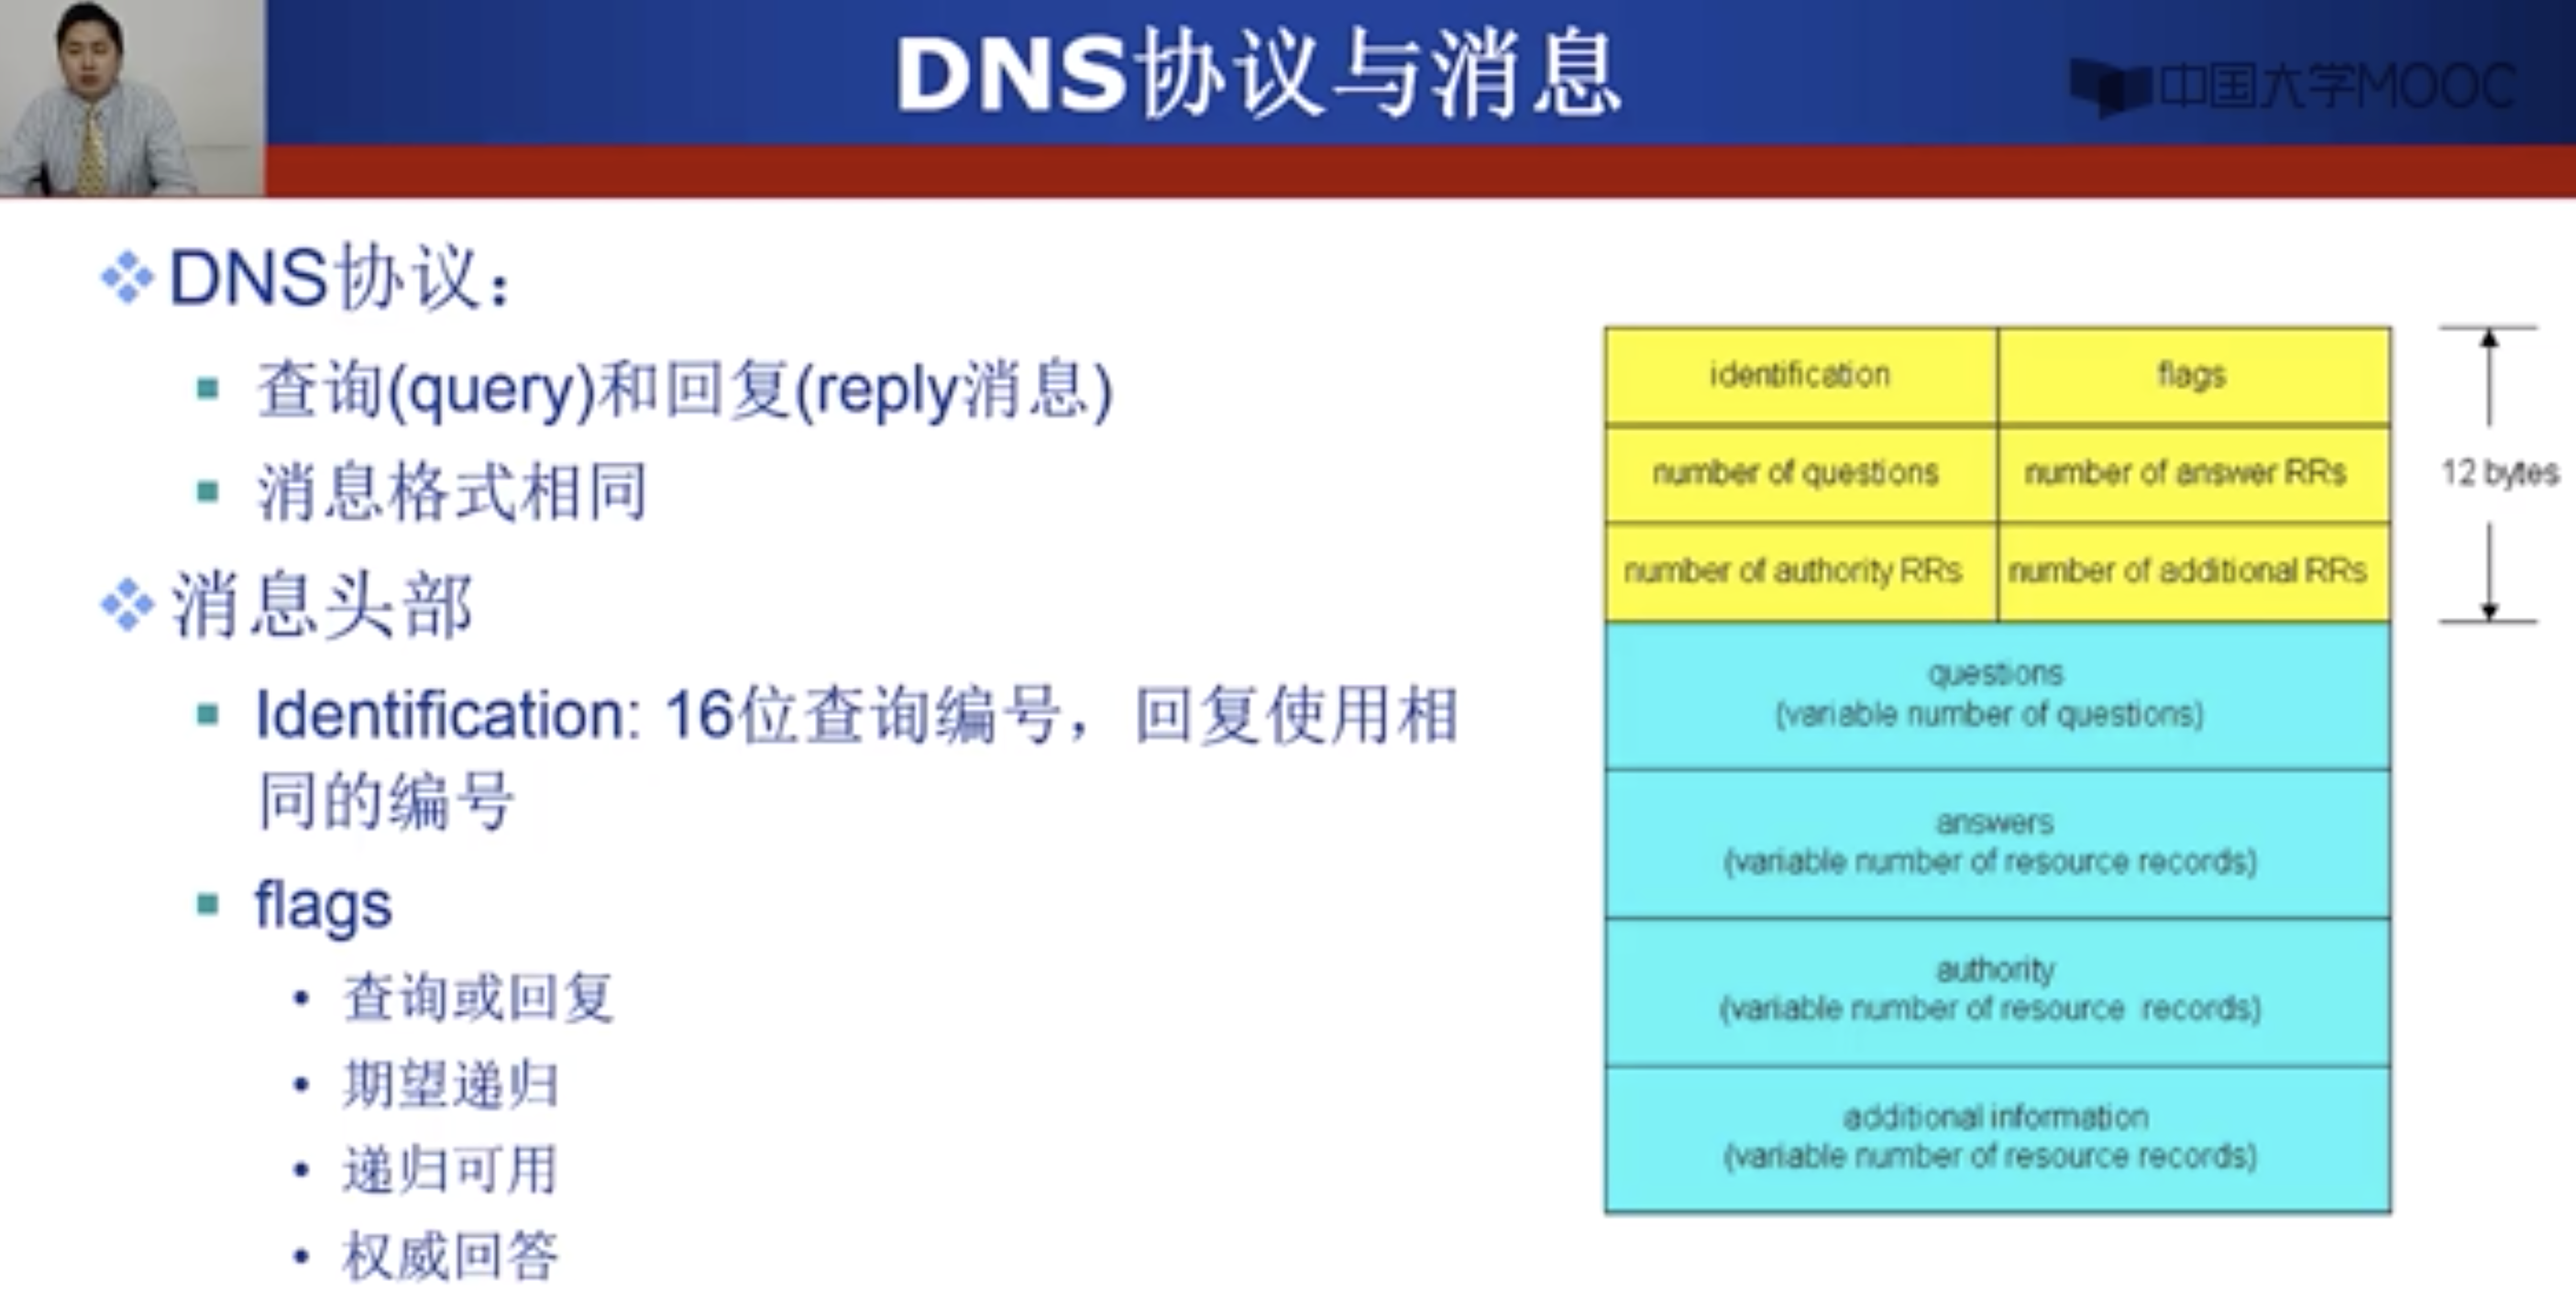 DNS协议与消息
中国大学MOOC
DNS协议：
查询(query)和回复(reply消息)
消息格式相同
消息头部
Identification: 16位查询编号，回复使用相
同的编号
flags
查询或回复
期望递归
递归可用
权威回答
identification
flags
number of questions
number of answer RRs
number of authority RRs
number of additional RRs
12 bytes
questions
(variable number of questions)
answers
(variable number of resource records)
authority
(variable number of resource records)
additional information
(variable number of resource records)